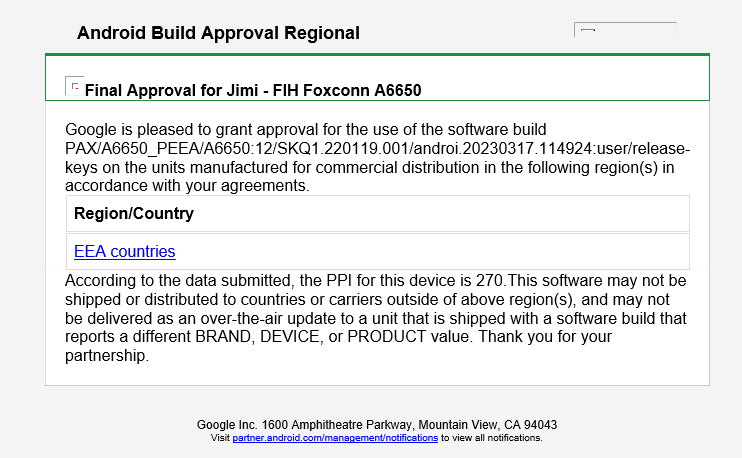 Android Build Approval Regional
Final Approval for Jimi - FIH Foxconn A6650
Google is pleased to grant approval for the use of the software build
PAX/A6650_PEEA/A6650:12/SKQ1.220119.001/androi.20230317.114924:user/release-
keys on the units manufactured for commercial distribution in the following region(s) in
accordance with your agreements.
Region/Country
EEA countries
According to the data submitted, the PPI for this device is 270.This software may not be
shipped or distributed to countries or carriers outside of above region(s), and may not
be delivered as an over-the-air update to a unit that is shipped with a software build that
reports a different BRAND, DEVICE, or PRODUCT value. Thank you for your
partnership.
Google Inc. 1600 Amphitheatre Parkway, Mountain View, CA 94043
Visit partner.android.com/management/notifications to view all notifications.